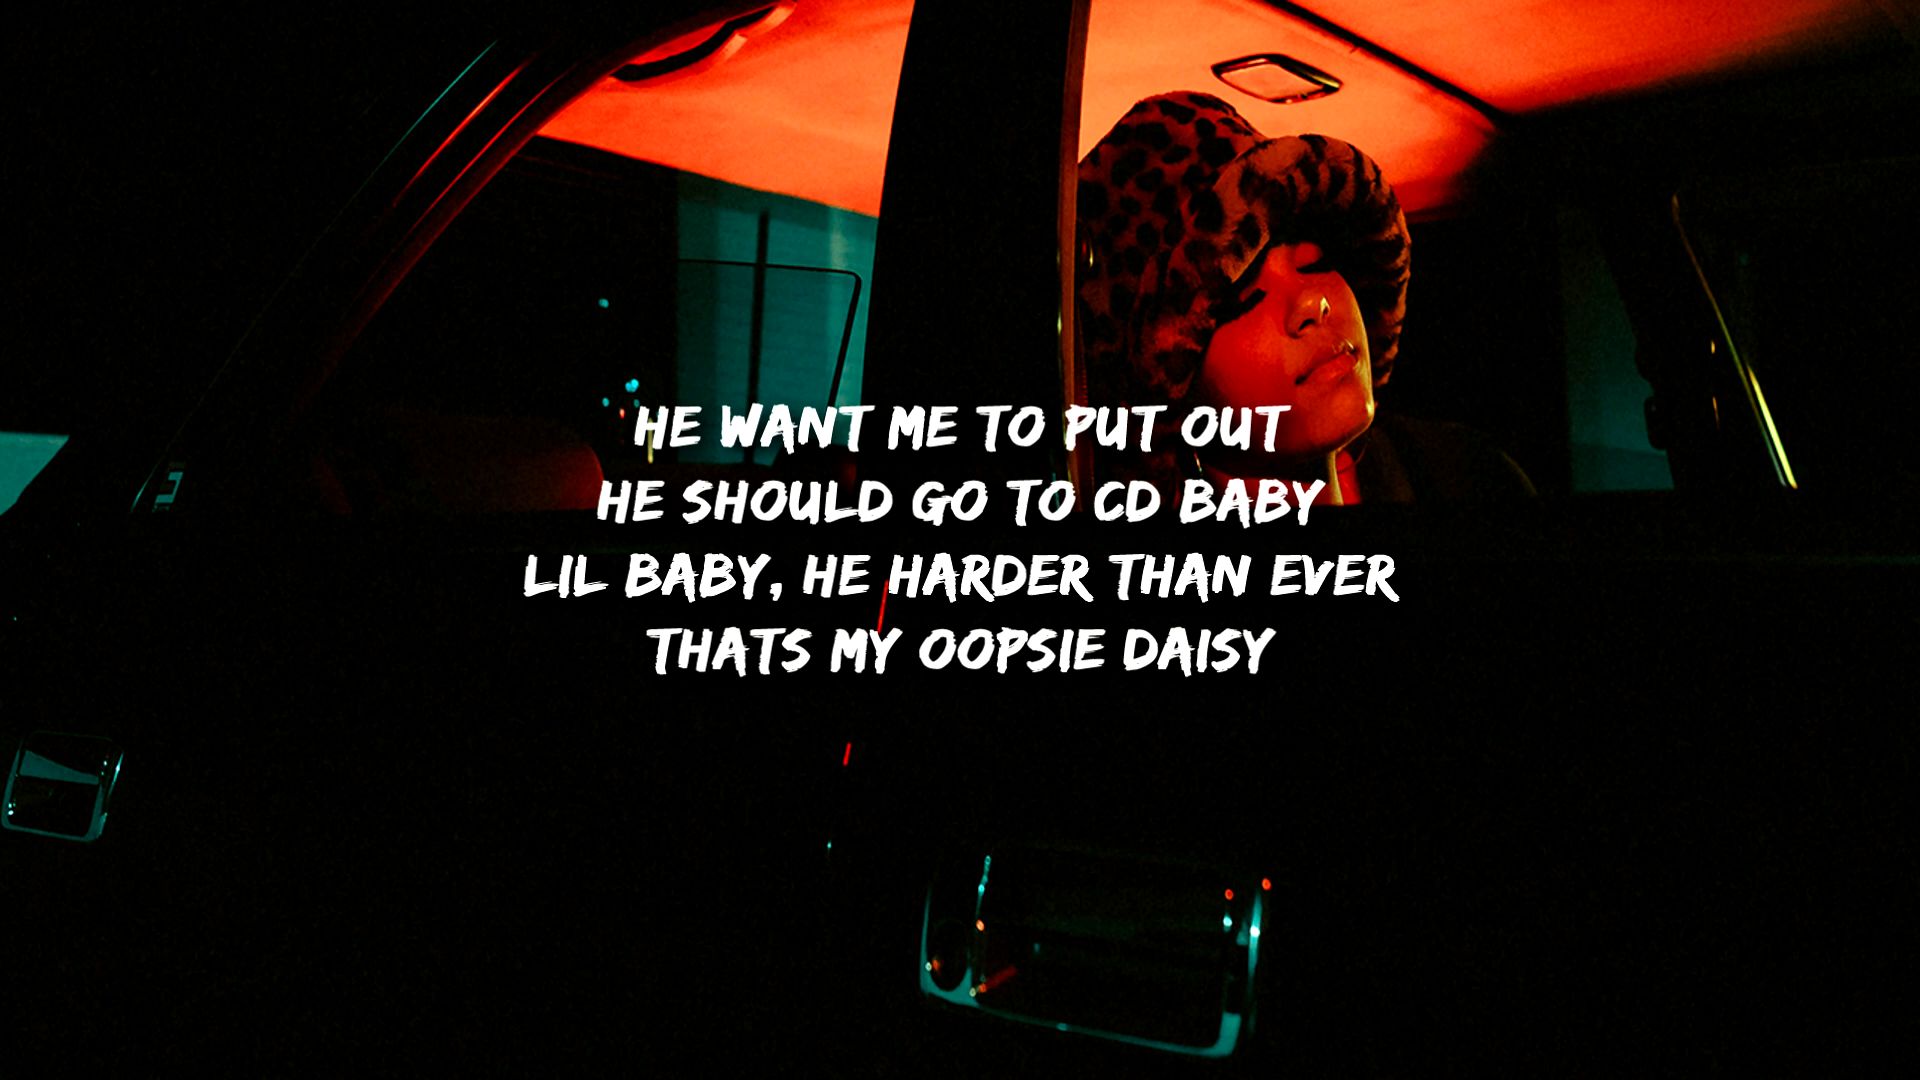 HE WANT ME TO PUT OUT
HE SHOULD GO TO CD BABY
LIL BABY, HE HARDER THAN EVER
THATS MY OOPSIE DAISY